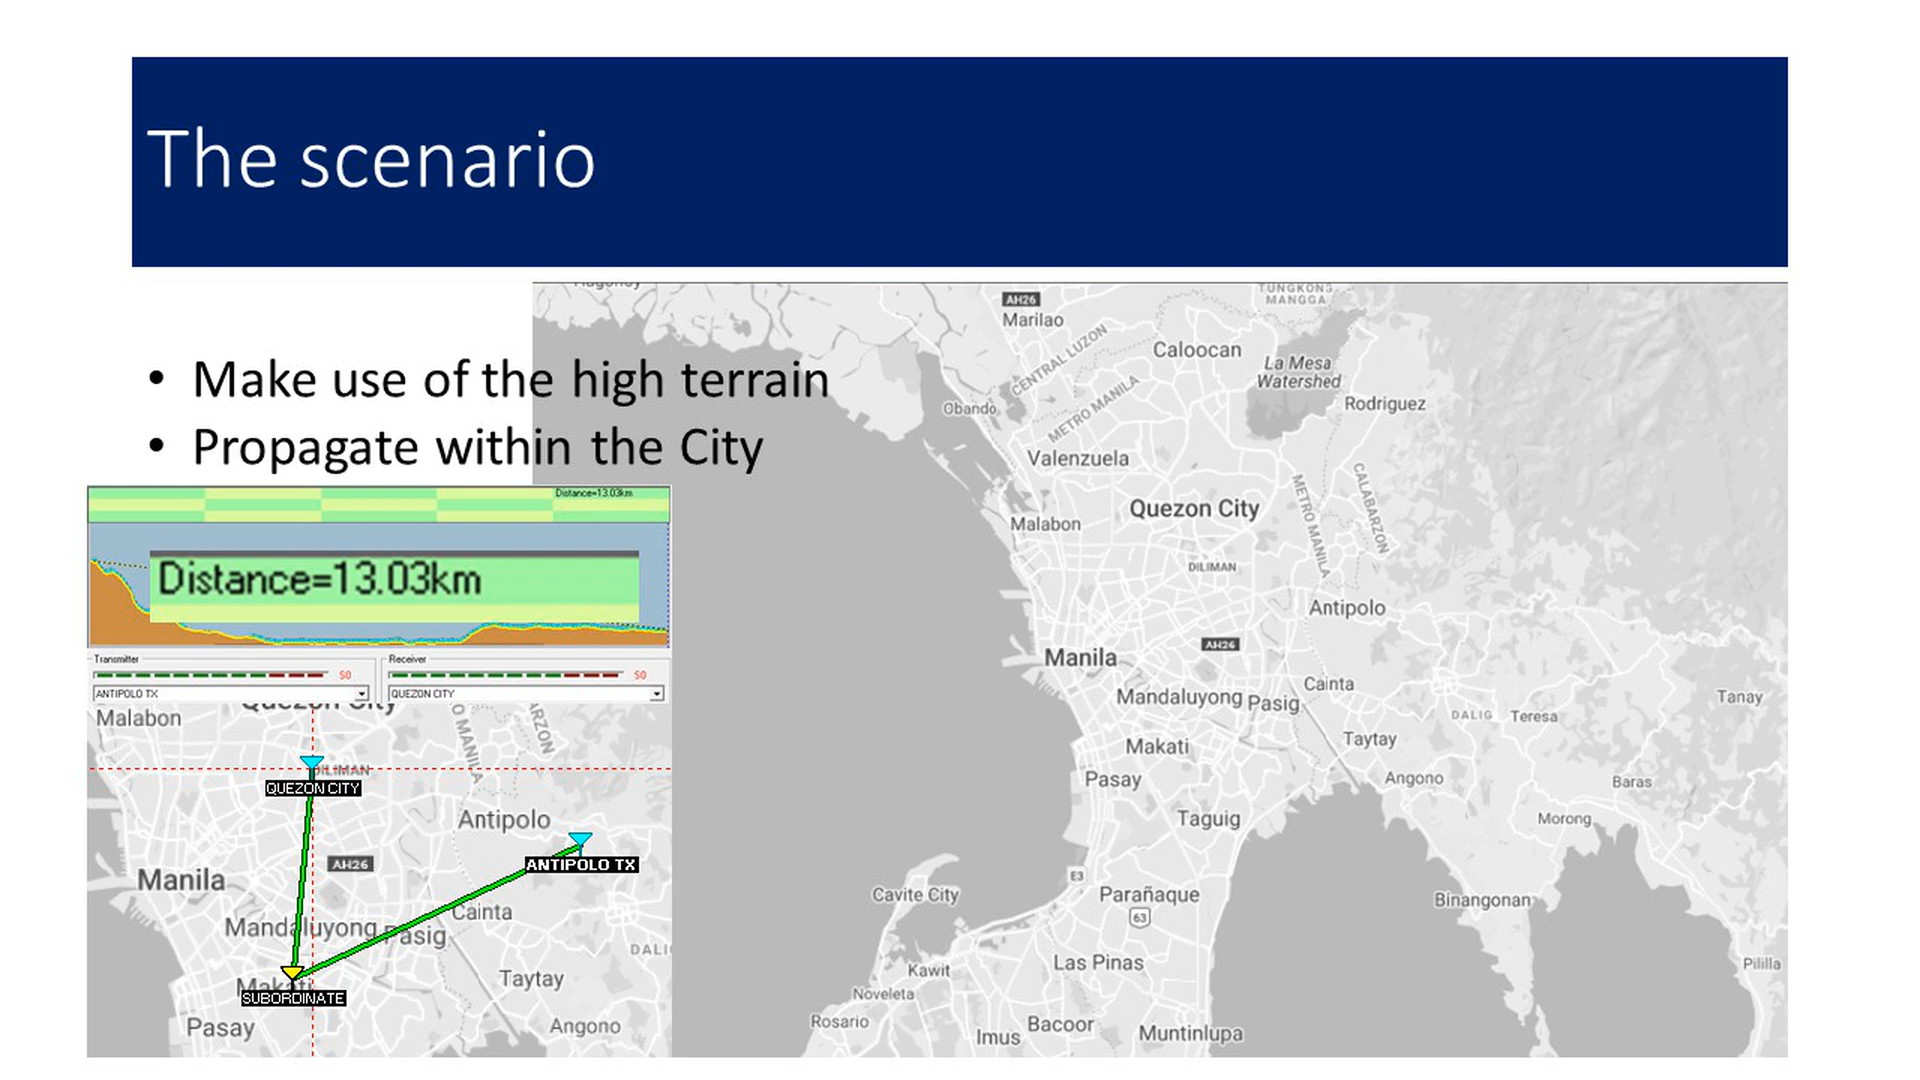 The scenario
• Make use of the high terrain
• Propagate within the City
Distance=13.03km
Distance=13.03km
Transmitter
Receiver
S0
S0
ANTIPOLO TX
QUEZON CITY
Quezon City
Malabon
DILIMAN
QUEZON CITY
Antipolo
ANTIPOLO TX
AH26
Manila
Cainta
Mandaluyong
Pasig
Makati
SUBORDINATE
Taytay
Pasay
Angono
AH26
Marilao
TUNGKONG
MANGGA
CENTRAL LUZON
METRO MANILA
Caloocan
La Mesa
Watershed
Rodriguez
Obando
Valenzuela
METRO MANILA
CALABARZON
Quezon City
Malabon
DILIMAN
Antipolo
AH26
Manila
Mandaluyong
Pasig
Cainta
Tanay
DALIG
Teresa
Makati
Taytay
Pasay
Angono
Baras
Taguig
Morong
E3
Cavite City
Parañaque
63
Binangonan
Las Pinas
Kawit
Pililla
Noveleta
Rosario
Imus
Bacoor
Muntinlupa